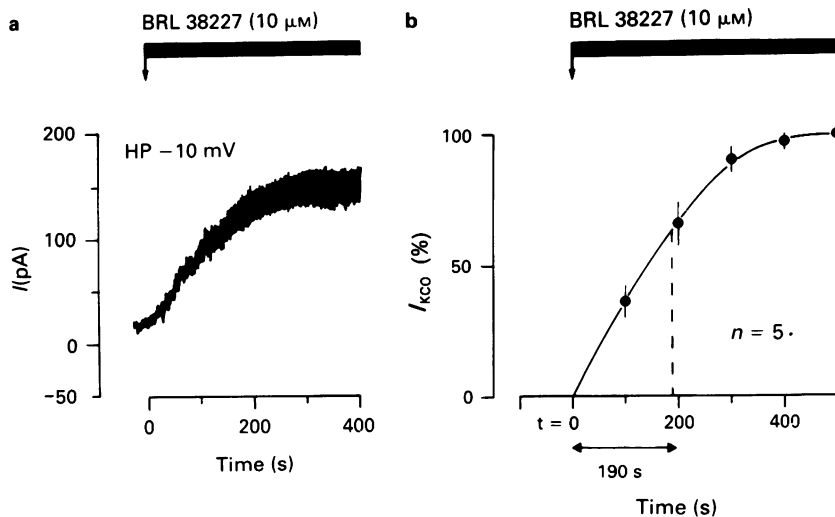 a
BRL 38227 (10 μM)
HP −10 mV
I(pA)
200
100
0
−50
0 200 400
Time (s)
b
BRL 38227 (10 μM)
I KCO (%)
100
50
0
n = 5.
t = 0 200 400
190 s
Time (s)